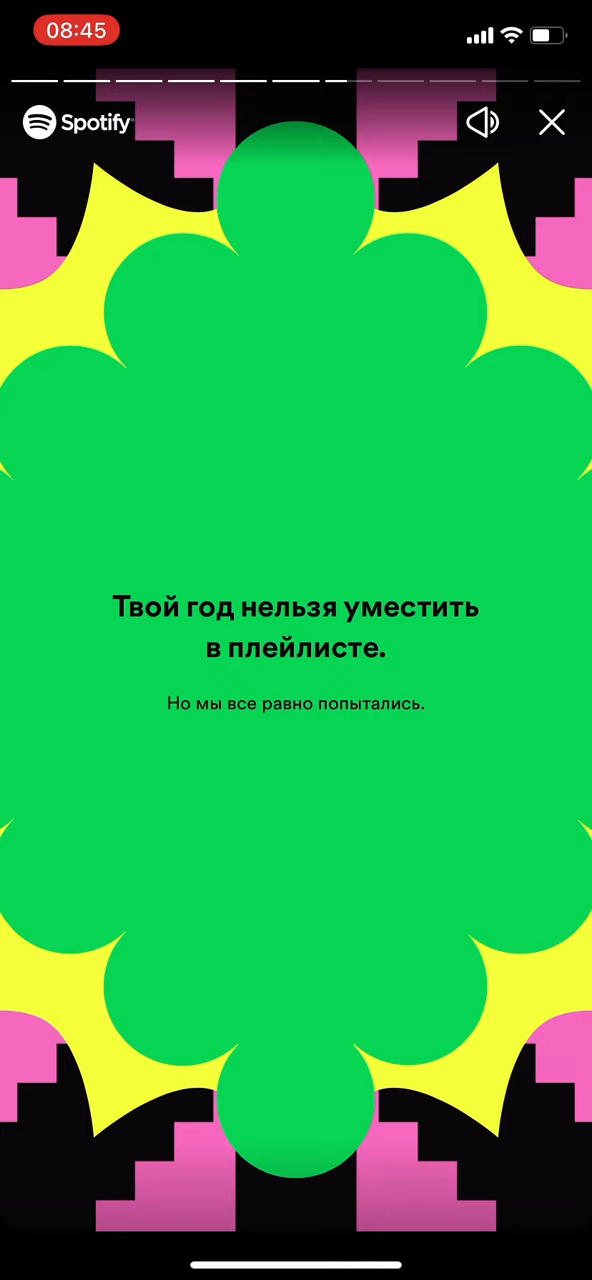 08:45
Spotify
Твой год нельзя уместить
в плейлисте.
Но мы все равно попытались.